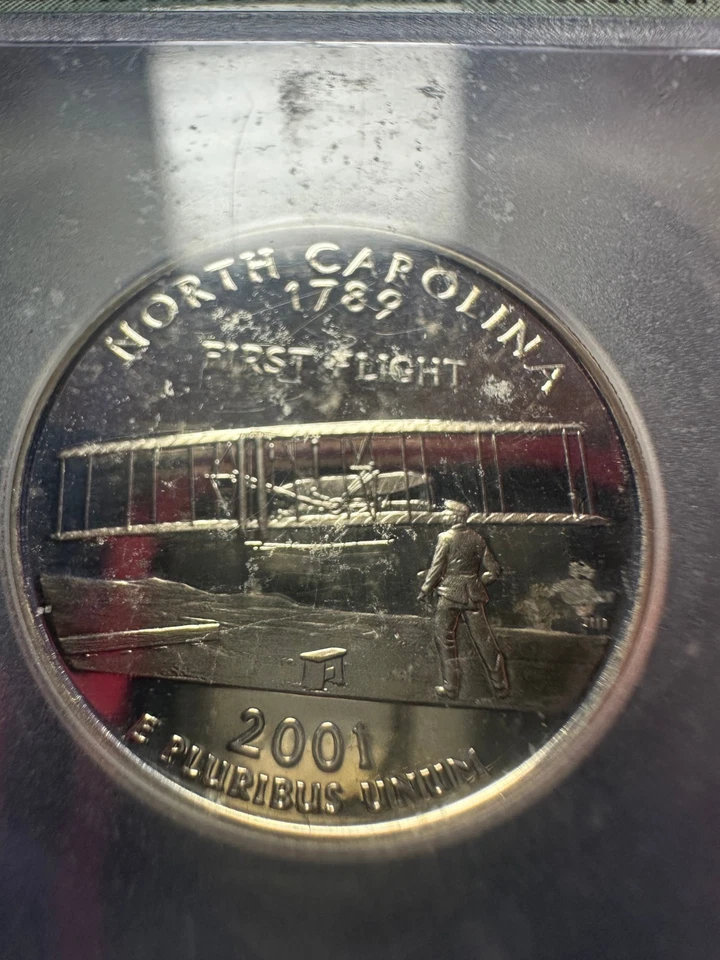 NORTH CAROLINA
1789
FIRST FLIGHT
2001
E PLURIBUS UNUM